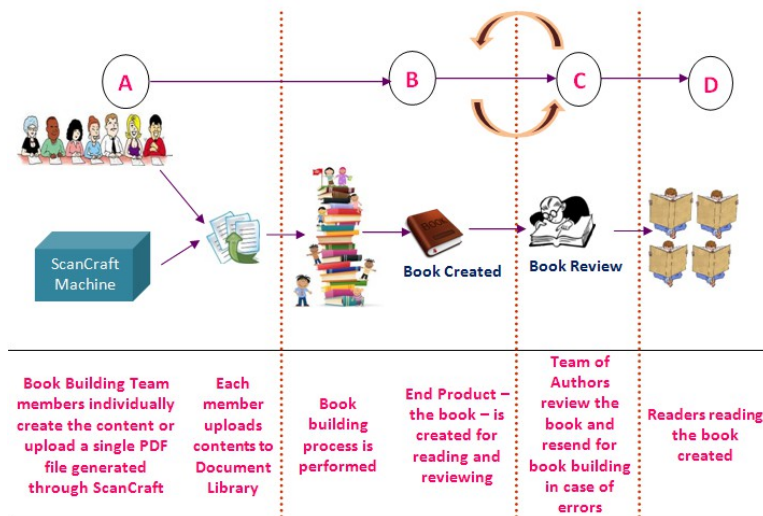 A
B
C
D
ScanCraft
Machine
BOOK
Book Created
Book Review
Book Building Team
members individually
create the content or
upload a single PDF
file generated
through ScanCraft
Each
member
uploads
contents to
Document
Library
Book
building
process is
performed
End Product –
the book – is
created for
reading and
reviewing
Team of
Authors
review the
book and
resend for
book building
in case of
errors
Readers reading
the book
created